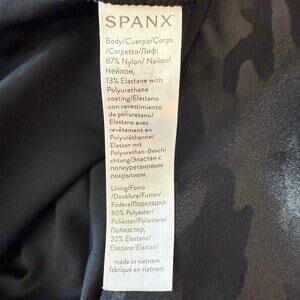 SPANX
Body/Cuerpo/Corps
/Corpetto/Лиф:
87% Nylon/ Nailon/
Нейлон,
13% Elastane with
Polyurethane
coating/Elastano
con revestimiento
de poliuretano/
Elastane avec
revêtement en
Polyuréthanne/
Elastan mit
Polyurethan-Beschi
chtung/Эластан с
полиуретановым
покрытием.
Lining/Forro
/Doublure/Futter/
Fodera/Подкладка:
80% Polyester/
Poliéster/Poliestere/
Полиэстер,
20% Elastane/
Elastano/Elastan/
made in vietnam
fabriqué en vietnam